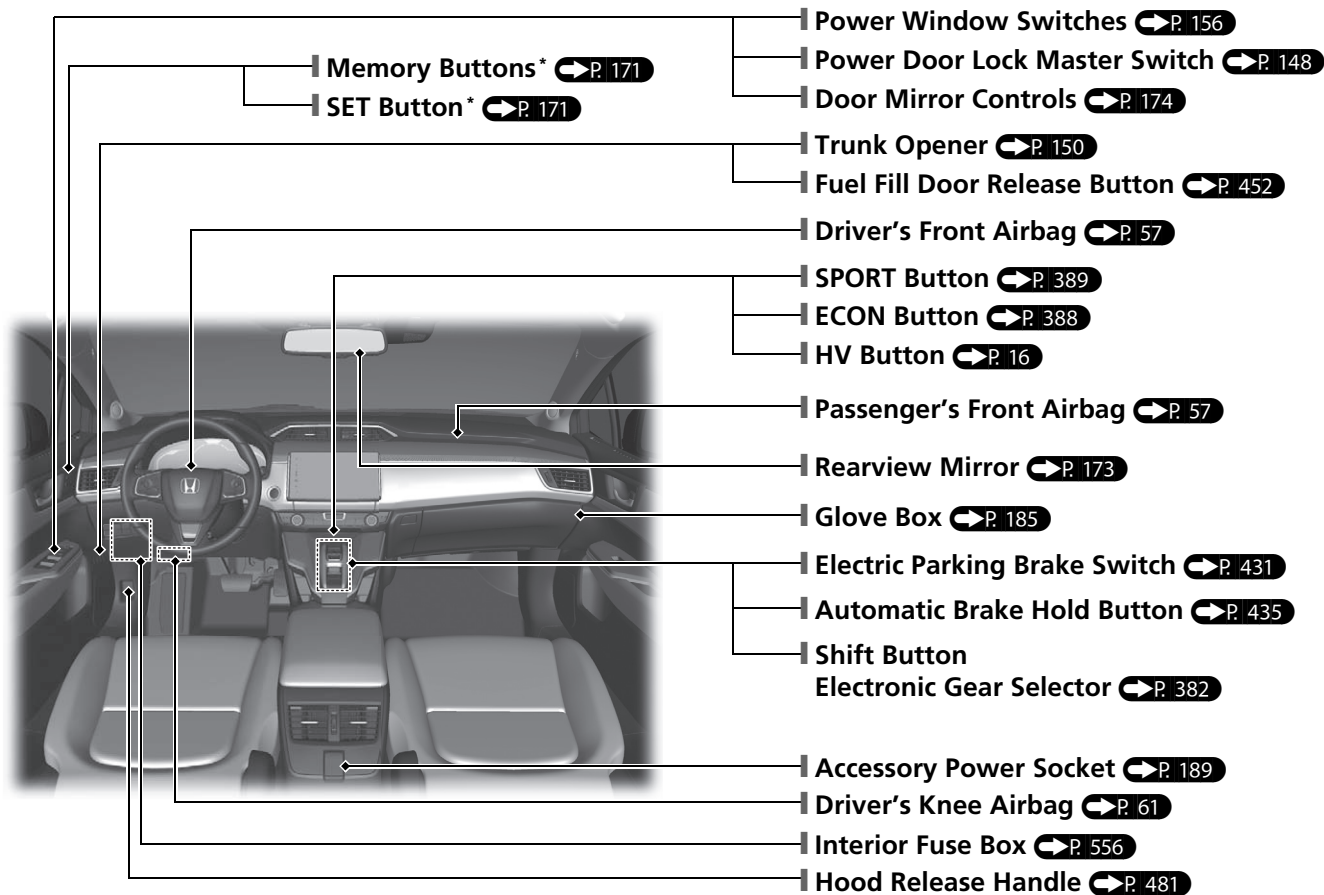 Power Window Switches P. 156
Power Door Lock Master Switch P. 148
Door Mirror Controls P. 174
Memory Buttons* P. 171
SET Button* P. 171
Trunk Opener P. 150
Fuel Fill Door Release Button P. 452
Driver's Front Airbag P. 57
SPORT Button P. 389
ECON Button P. 388
HV Button P. 16
Passenger's Front Airbag P. 57
Rearview Mirror P. 173
Glove Box P. 185
Electric Parking Brake Switch P. 431
Automatic Brake Hold Button P. 435
Shift Button
Electronic Gear Selector P. 382
Accessory Power Socket P. 189
Driver's Knee Airbag P. 61
Interior Fuse Box P. 556
Hood Release Handle P. 481